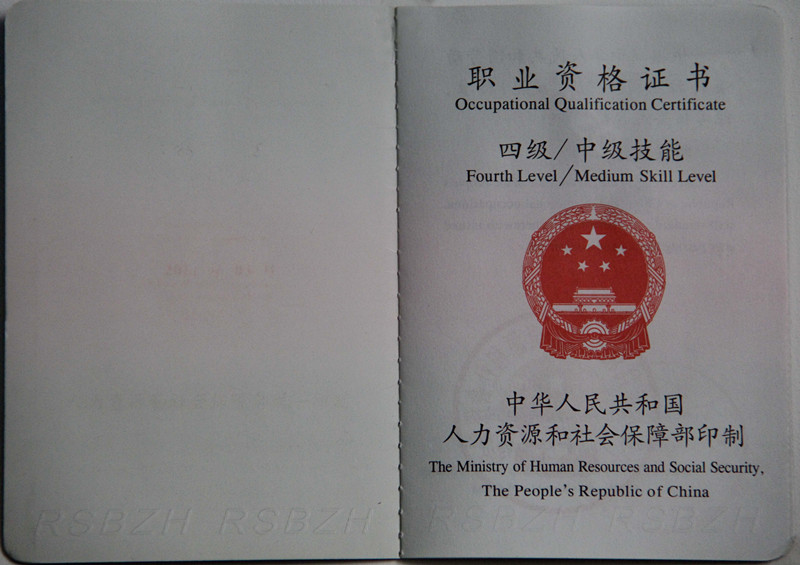 职业资格证书
Occupational Qualification Certificate
四级/中级技能
Fourth Level/Medium Skill Level
中华人民共和国
人力资源和社会保障部印制
The Ministry of Human Resources and Social Security,
The People's Republic of China
RSBZH RSBZH
RSBZH RSBZH